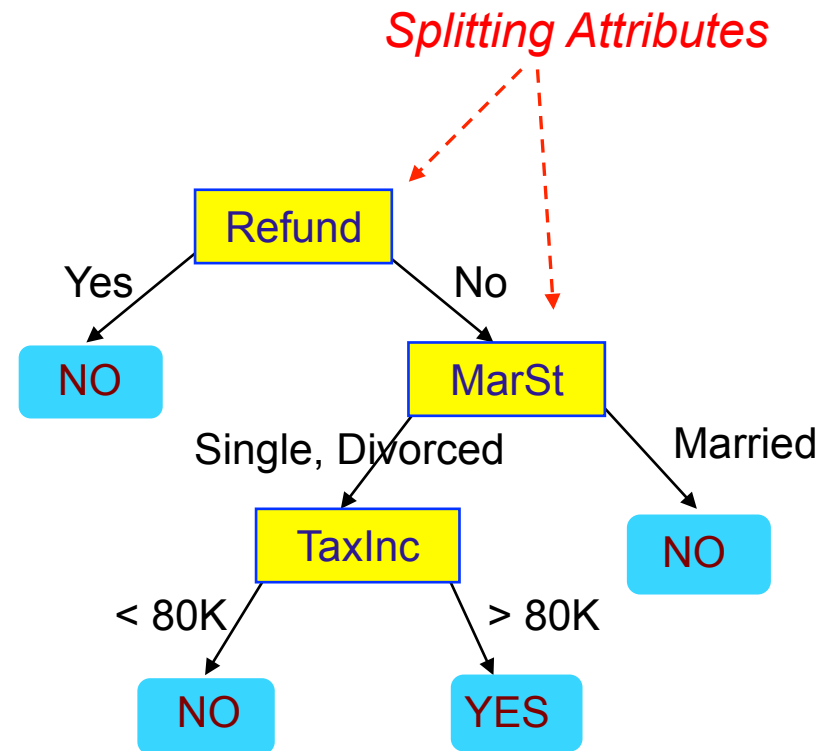 Splitting Attributes
Refund
Yes
No
NO
MarSt
Single, Divorced
Married
TaxInc
NO
< 80K
> 80K
NO
YES